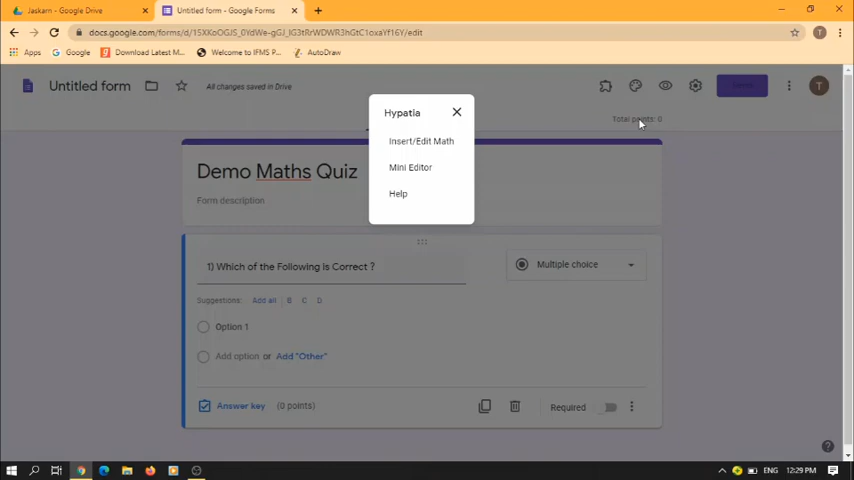 Jaskarn - Google Drive
Untitled form - Google Forms
docs.google.com/forms/d/15XKoOGJS_0YdWe-gGJ_lG3tRrWDWR3hGtC1oxaYf16Y/edit
T
Apps
Google
Download Latest M...
Welcome to IFMS P...
AutoDraw
Untitled form
All changes saved in Drive
T
Total points: 0
Hypatia
Insert/Edit Math
Mini Editor
Help
Demo Maths Quiz
Form description
1) Which of the Following is Correct ?
Multiple choice
Suggestions: Add all B C D
Option 1
Add option or Add "Other"
Answer key (0 points)
Required
ENG 12:29 PM